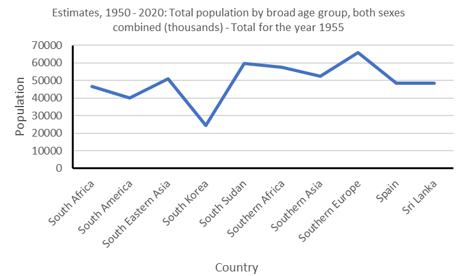 Estimates, 1950 - 2020: Total population by broad age group, both sexes
combined (thousands) - Total for the year 1955
Population
70000
60000
50000
40000
30000
20000
10000
0
South Africa
South America
South Eastern Asia
South Korea
South Sudan
Southern Africa
Southern Asia
Southern Europe
Spain
Sri Lanka
Country